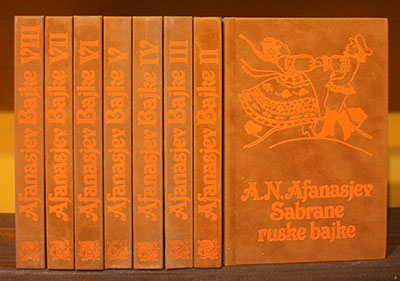 Afanasjev Bajke VIII
Afanasjev Bajke VII
Afanasjev Bajke VI
Afanasjev Bajke V
Afanasjev Bajke IV
Afanasjev Bajke III
Afanasjev Bajke II
A.N. Afanasjev
Sabrane
ruske bajke